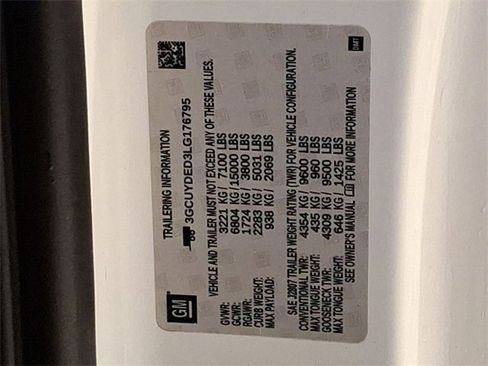 GM
TRAILERING INFORMATION
3GCUYDED3LG176795
VEHICLE AND TRAILER MUST NOT EXCEED ANY OF THESE VALUES.
GVWR: 3221 KG / 7100 LBS
GCWR: 6804 KG / 15000 LBS
RGAWR: 1724 KG / 3800 LBS
CURB WEIGHT: 2283 KG / 5031 LBS
MAX PAYLOAD: 938 KG / 2069 LBS
SAE J2807 TRAILER WEIGHT RATING (TWR) FOR VEHICLE CONFIGURATION.
CONVENTIONAL TWR: 4354 KG / 9600 LBS
MAX TONGUE WEIGHT: 435 KG / 960 LBS
GOOSENECK TWR: 4309 KG / 9500 LBS
MAX TONGUE WEIGHT: 646 KG / 1425 LBS
SEE OWNER'S MANUAL FOR MORE INFORMATION